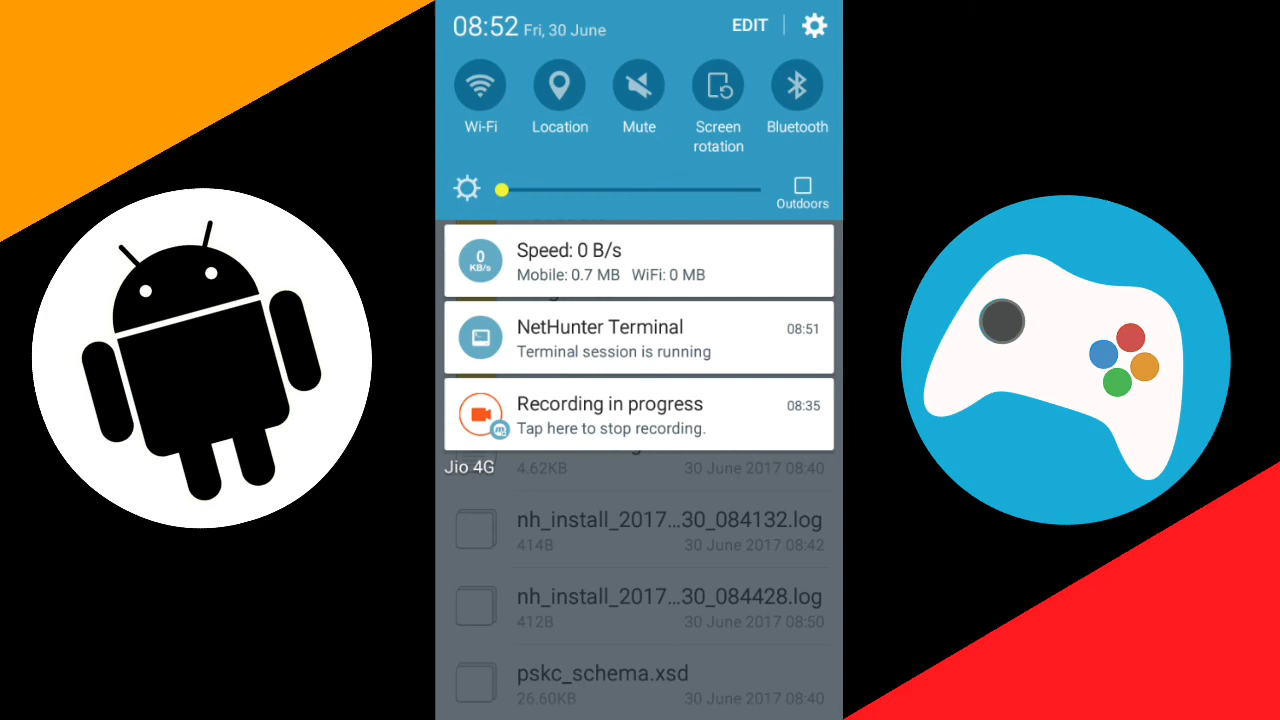 08:52 Fri, 30 June EDIT
Wi-Fi Location Mute Screen rotation Bluetooth
Outdoors
0 KB/s
Speed: 0 B/s
Mobile: 0.7 MB WiFi: 0 MB
NetHunter Terminal 08:51
Terminal session is running
Recording in progress 08:35
Tap here to stop recording.
Jio 4G
4.62KB 30 June 2017 08:40
nh_install_2017...30_084132.log
414B 30 June 2017 08:42
nh_install_2017...30_084428.log
412B 30 June 2017 08:50
pskc_schema.xsd
26.60KB 30 June 2017 08:40